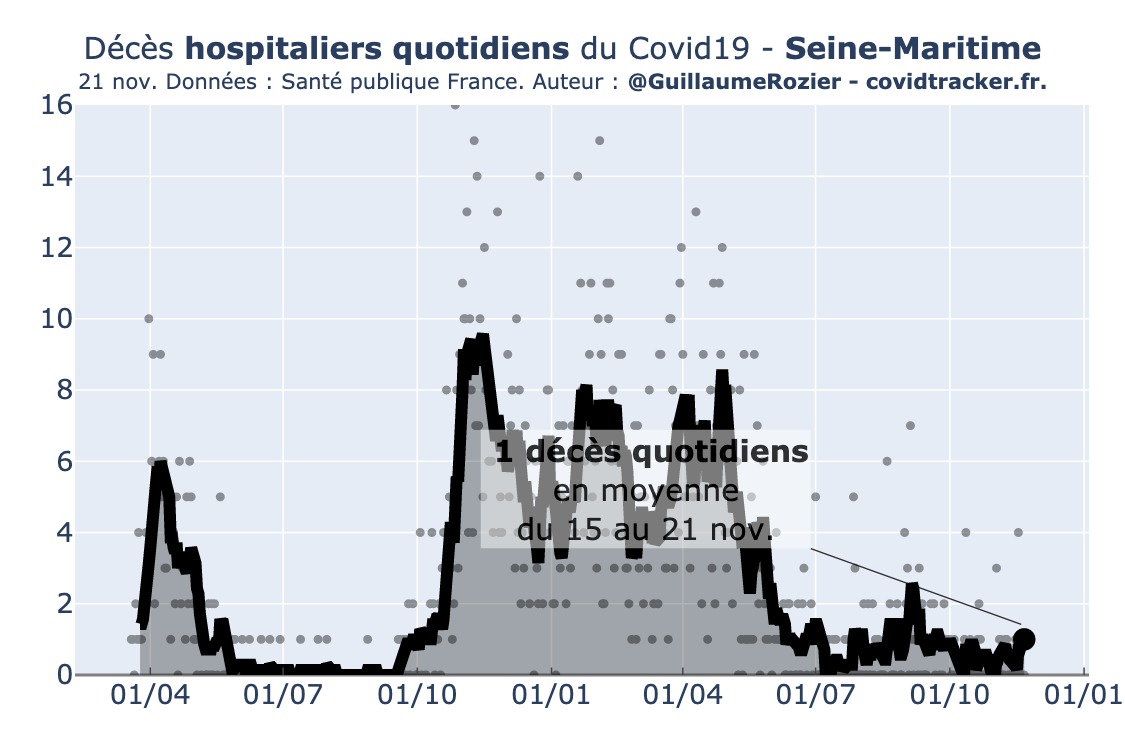 Décès hospitaliers quotidiens du Covid19 - Seine-Maritime
21 nov. Données : Santé publique France. Auteur : @GuillaumeRozier - covidtracker.fr.
16
14
12
10
8
6
4
2
0
1 décès quotidiens
en moyenne
du 15 au 21 nov.
01/04 01/07 01/10 01/01 01/04 01/07 01/10 01/01